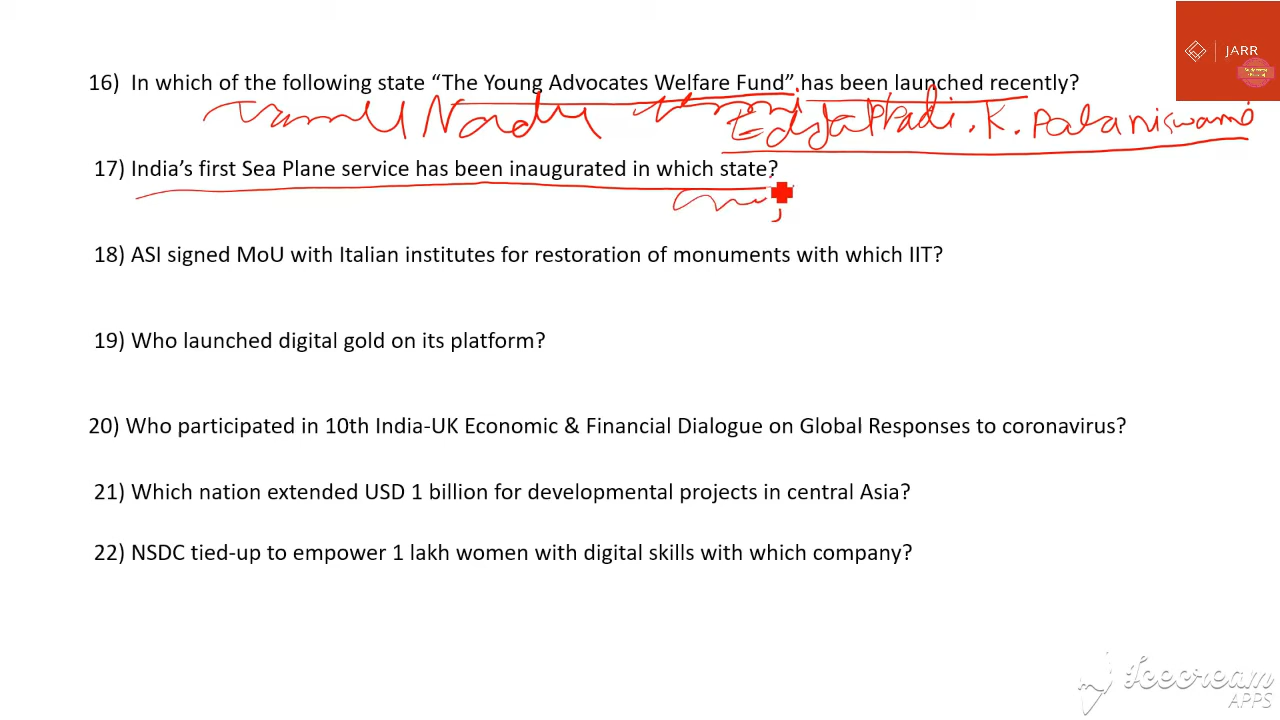 JARR
16) In which of the following state “The Young Advocates Welfare Fund” has been launched recently?
Tamil Nadu
K. Palaniswami
17) India’s first Sea Plane service has been inaugurated in which state?
18) ASI signed MoU with Italian institutes for restoration of monuments with which IIT?
19) Who launched digital gold on its platform?
20) Who participated in 10th India-UK Economic & Financial Dialogue on Global Responses to coronavirus?
21) Which nation extended USD 1 billion for developmental projects in central Asia?
22) NSDC tied-up to empower 1 lakh women with digital skills with which company?
Icecream
APPS